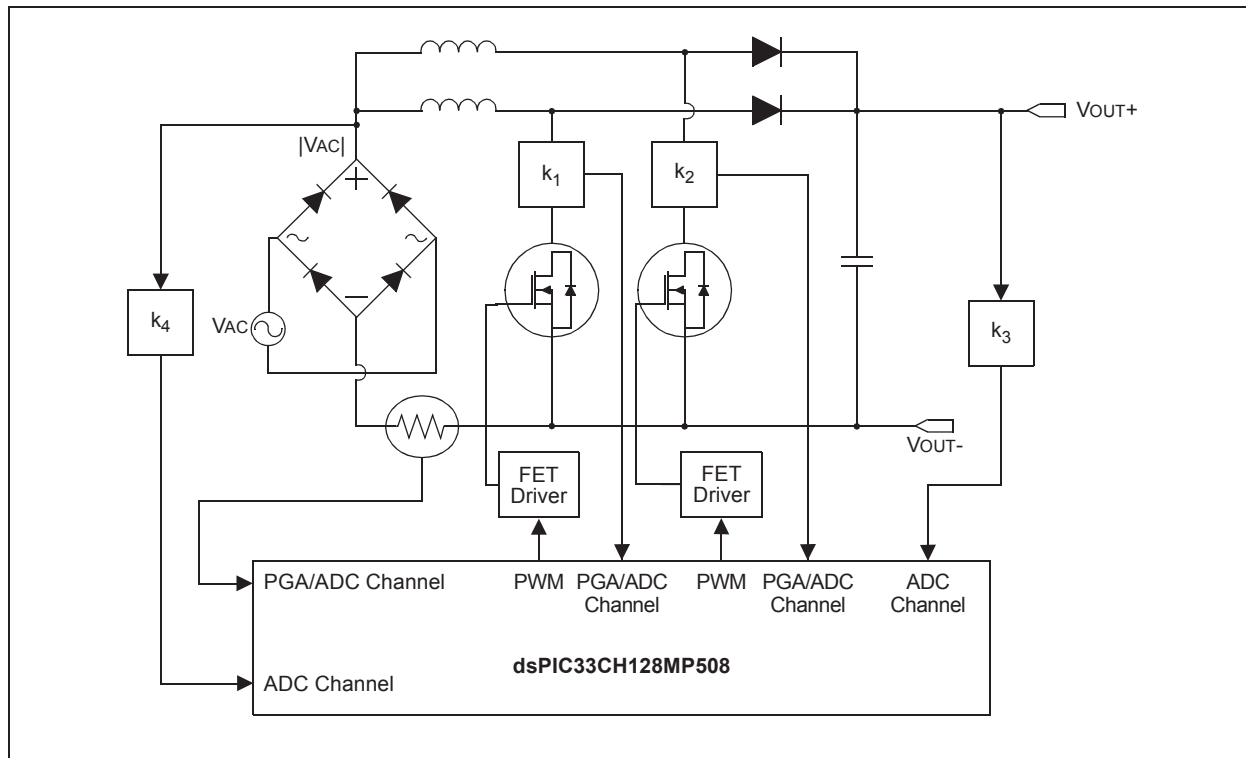 VOUT+
|VAC|
k1
k2
k4
VAC
k3
VOUT-
FET
Driver
FET
Driver
PGA/ADC Channel
PWM
PGA/ADC
Channel
PWM
PGA/ADC
Channel
ADC
Channel
dsPIC33CH128MP508
ADC Channel